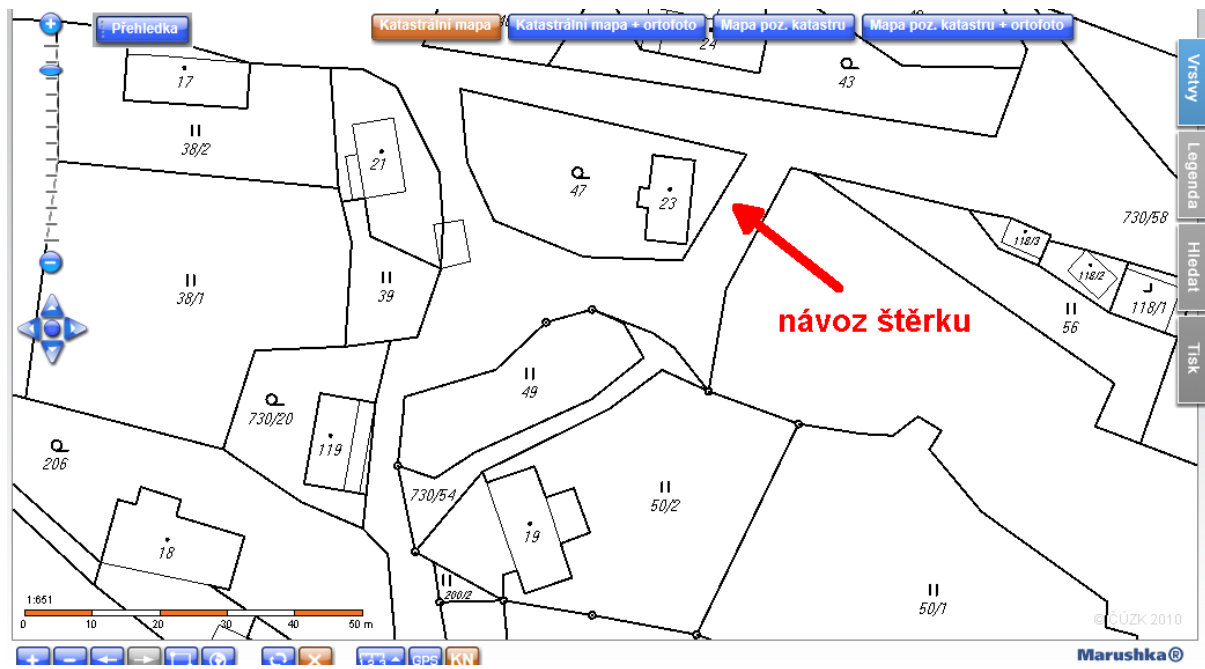 Přehledka
Katastrální mapa
Katastrální mapa + ortofoto
Mapa poz. katastru
Mapa poz. katastru + ortofoto
Vrstvy
Legenda
Hledat
Tisk
17
38/2
21
24
43
47
23
730/58
118/3
118/2
118/1
56
38/1
39
návoz štěrku
49
730/20
119
206
730/54
50/2
18
19
200/2
50/1
1:651
0 10 20 30 40 50 m
© ČÚZK 2010
GPS
KN
Marushka®